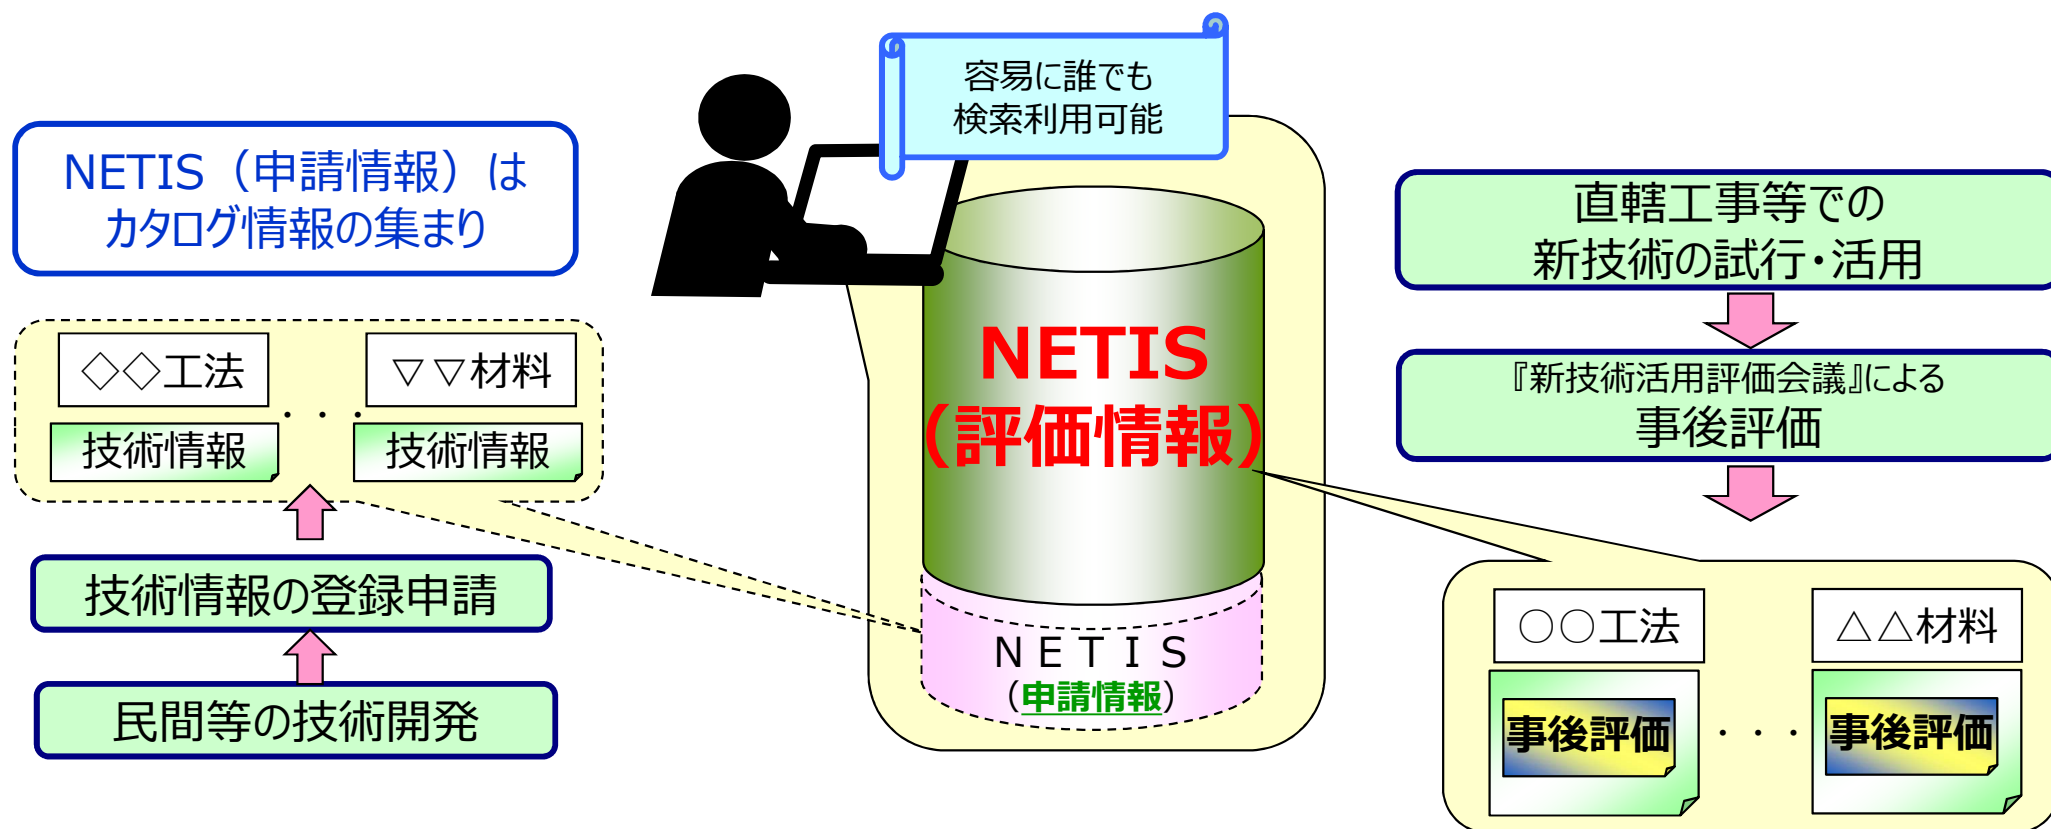 容易に誰でも
検索利用可能
NETIS（申請情報）は
カタログ情報の集まり
◇◇工法
▽▽材料
・・・
技術情報
技術情報
技術情報の登録申請
民間等の技術開発
NETIS
（評価情報）
ＮＥＴＩＳ
（申請情報）
直轄工事等での
新技術の試行・活用
『新技術活用評価会議』による
事後評価
○○工法
△△材料
事後評価
・・・
事後評価